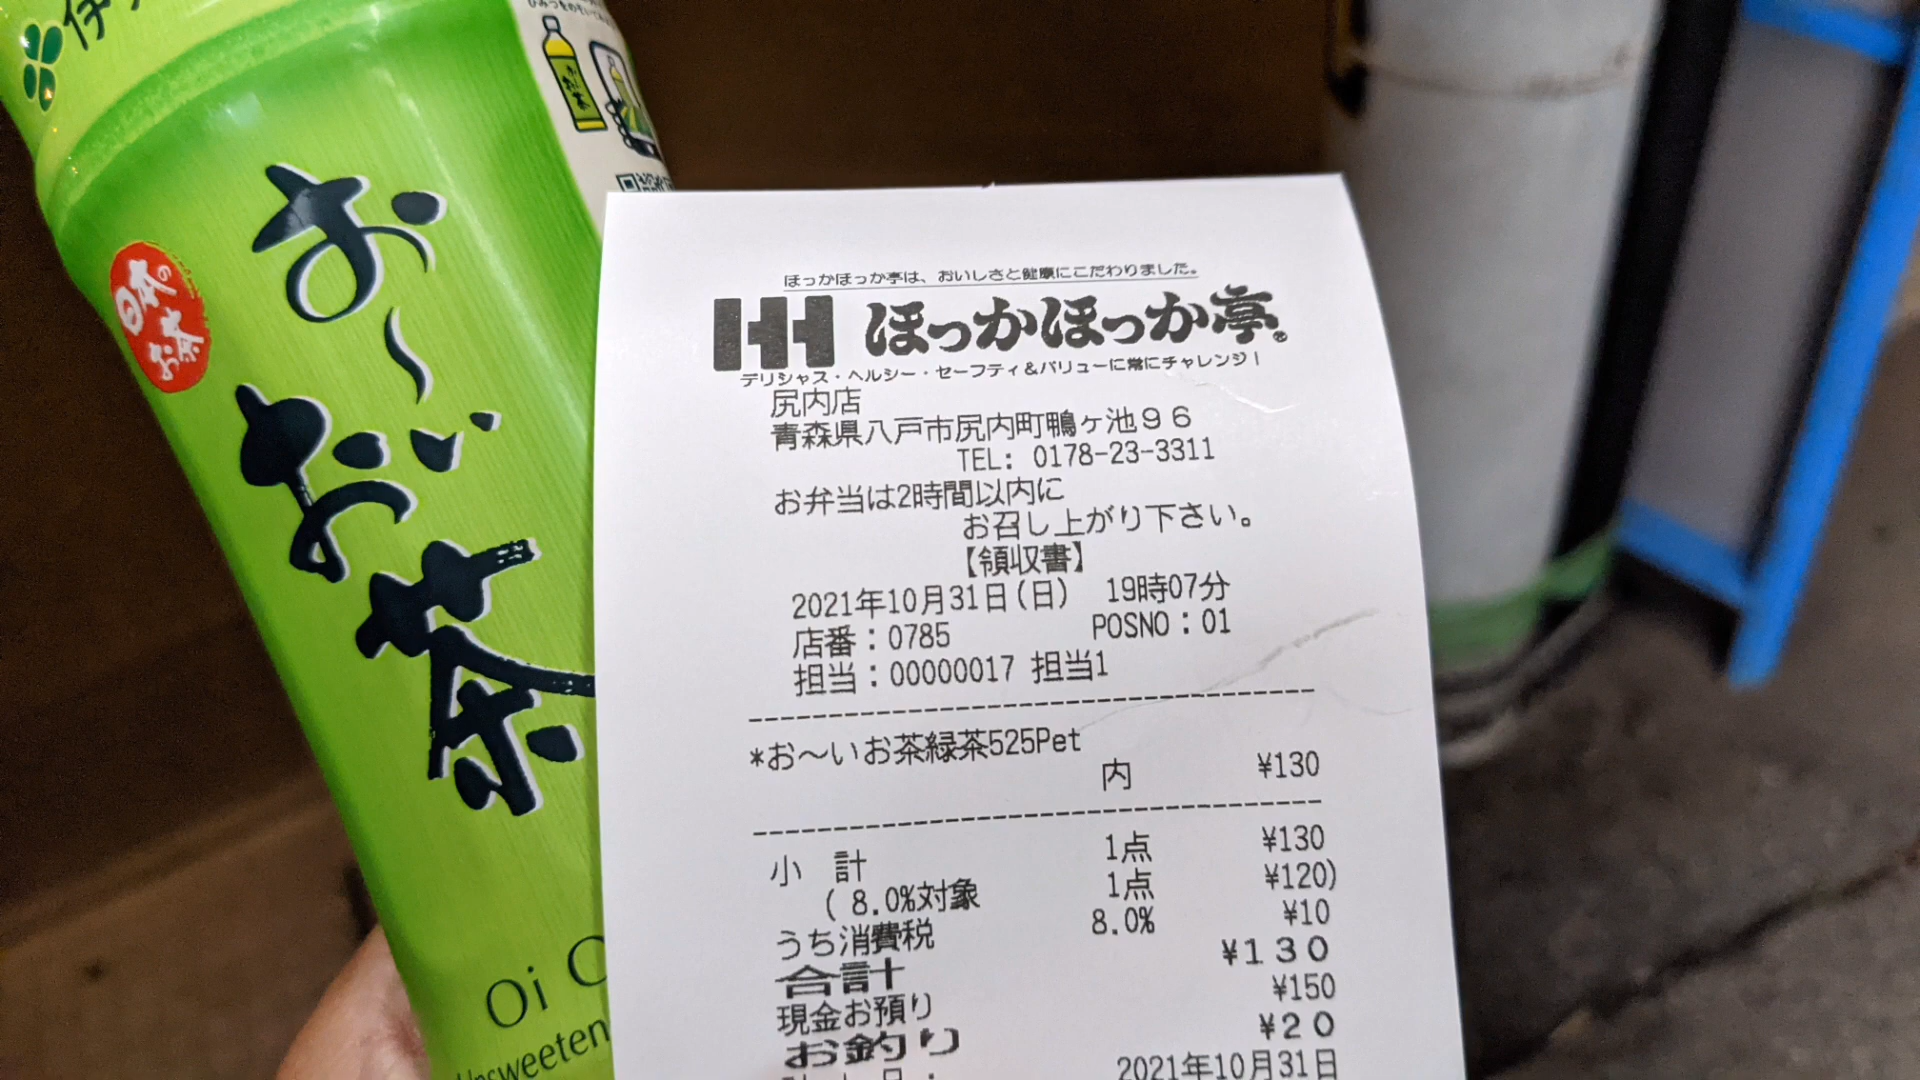 お～いお茶
日本の
お茶
Oi
ほっかほっか亭は、おいしさと健康にこだわりました。
ほっかほっか亭®
デリシャス・ヘルシー・セーフティ&バリューに常にチャレンジ！
尻内店
青森県八戸市尻内町鴨ヶ池96
TEL: 0178-23-3311
お弁当は2時間以内に
お召し上がり下さい。
【領収書】
2021年10月31日(日) 19時07分
店番：0785 POSNO：01
担当：00000017 担当1
*お～いお茶緑茶525Pet
内 ¥130
小 計 1点 ¥130
( 8.0%対象 1点 ¥120)
うち消費税 8.0% ¥10
合計 ¥130
現金お預り ¥150
お釣り ¥20
2021年10月31日